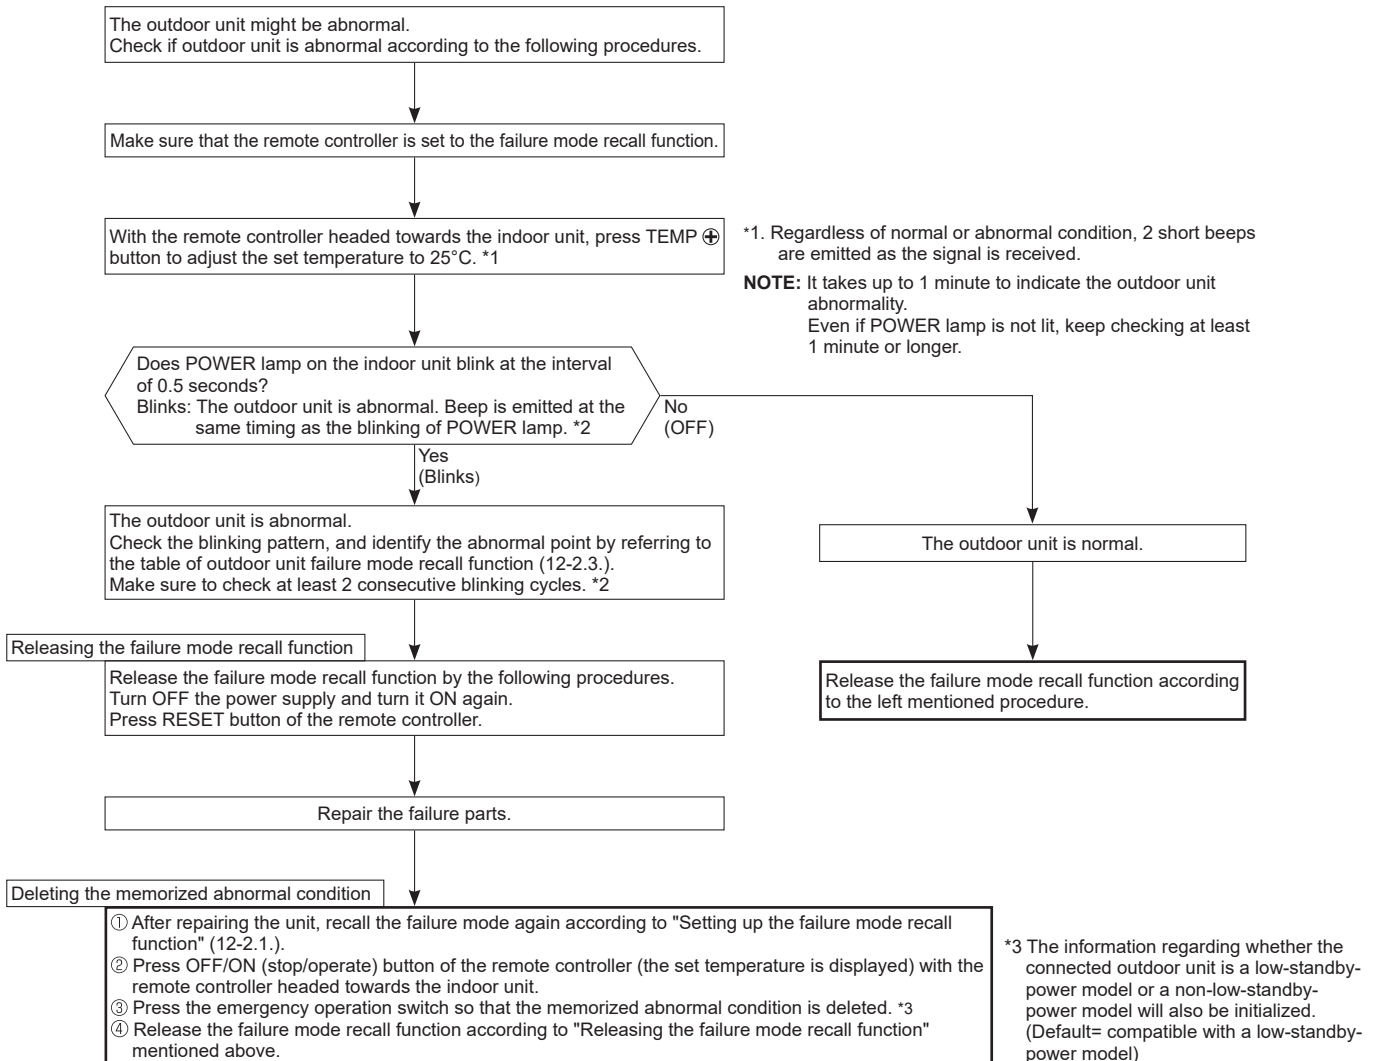 The outdoor unit might be abnormal.
Check if outdoor unit is abnormal according to the following procedures.
Make sure that the remote controller is set to the failure mode recall function.
With the remote controller headed towards the indoor unit, press TEMP ⊕
button to adjust the set temperature to 25°C. *1
*1. Regardless of normal or abnormal condition, 2 short beeps
are emitted as the signal is received.
NOTE: It takes up to 1 minute to indicate the outdoor unit
abnormality.
Even if POWER lamp is not lit, keep checking at least
1 minute or longer.
Does POWER lamp on the indoor unit blink at the interval
of 0.5 seconds?
Blinks: The outdoor unit is abnormal. Beep is emitted at the
same timing as the blinking of POWER lamp. *2
No
(OFF)
Yes
(Blinks)
The outdoor unit is abnormal.
Check the blinking pattern, and identify the abnormal point by referring to
the table of outdoor unit failure mode recall function (12-2.3.).
Make sure to check at least 2 consecutive blinking cycles. *2
The outdoor unit is normal.
Releasing the failure mode recall function
Release the failure mode recall function by the following procedures.
Turn OFF the power supply and turn it ON again.
Press RESET button of the remote controller.
Release the failure mode recall function according
to the left mentioned procedure.
Repair the failure parts.
Deleting the memorized abnormal condition
① After repairing the unit, recall the failure mode again according to "Setting up the failure mode recall
function" (12-2.1.).
② Press OFF/ON (stop/operate) button of the remote controller (the set temperature is displayed) with the
remote controller headed towards the indoor unit.
③ Press the emergency operation switch so that the memorized abnormal condition is deleted. *3
④ Release the failure mode recall function according to "Releasing the failure mode recall function"
mentioned above.
*3 The information regarding whether the
connected outdoor unit is a low-standby-
power model or a non-low-standby-
power model will also be initialized.
(Default= compatible with a low-standby-
power model)